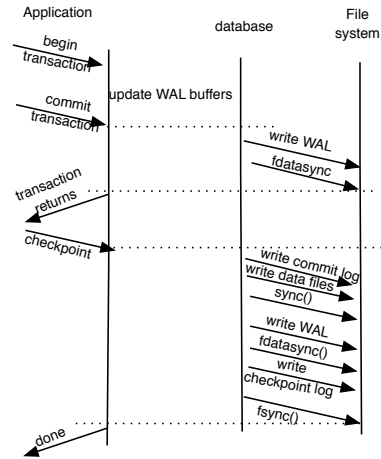 Application
File
system
database
begin
transaction
update WAL buffers
commit
transaction
write WAL
fdatasync
transaction
returns
checkpoint
write commit log
write data files
sync()
write WAL
fdatasync()
write
checkpoint log
fsync()
done